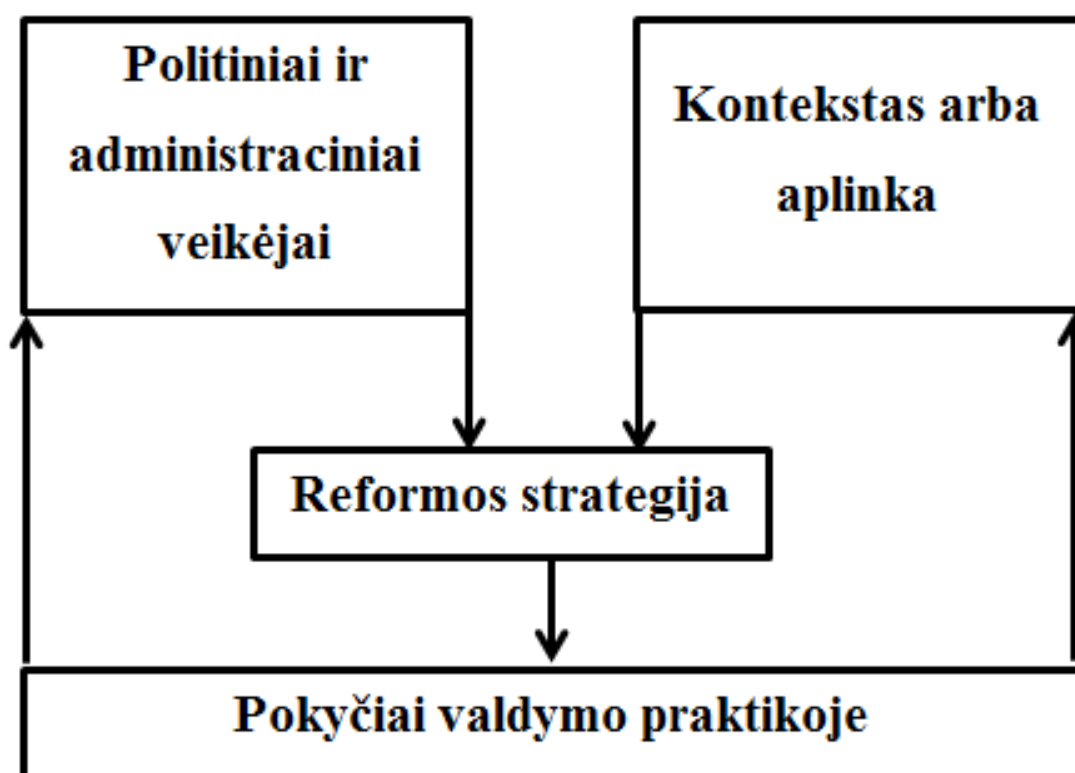 Politiniai ir
administraciniai
veikėjai
Kontekstas arba
aplinka
Reformos strategija
Pokyčiai valdymo praktikoje